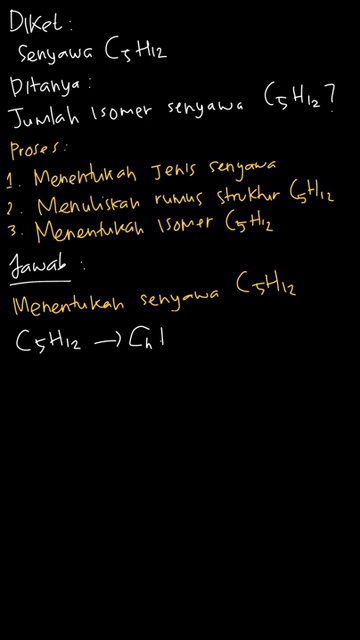 Diket:
Senyawa C₅H₁₂
Ditanya:
Jumlah isomer senyawa C₅H₁₂?
Proses:
1. Menentukan Jenis senyawa
2. Menuliskan rumus struktur C₅H₁₂
3. Menentukan Isomer C₅H₁₂
Jawab:
Menentukan senyawa C₅H₁₂
C₅H₁₂ → Cₙ